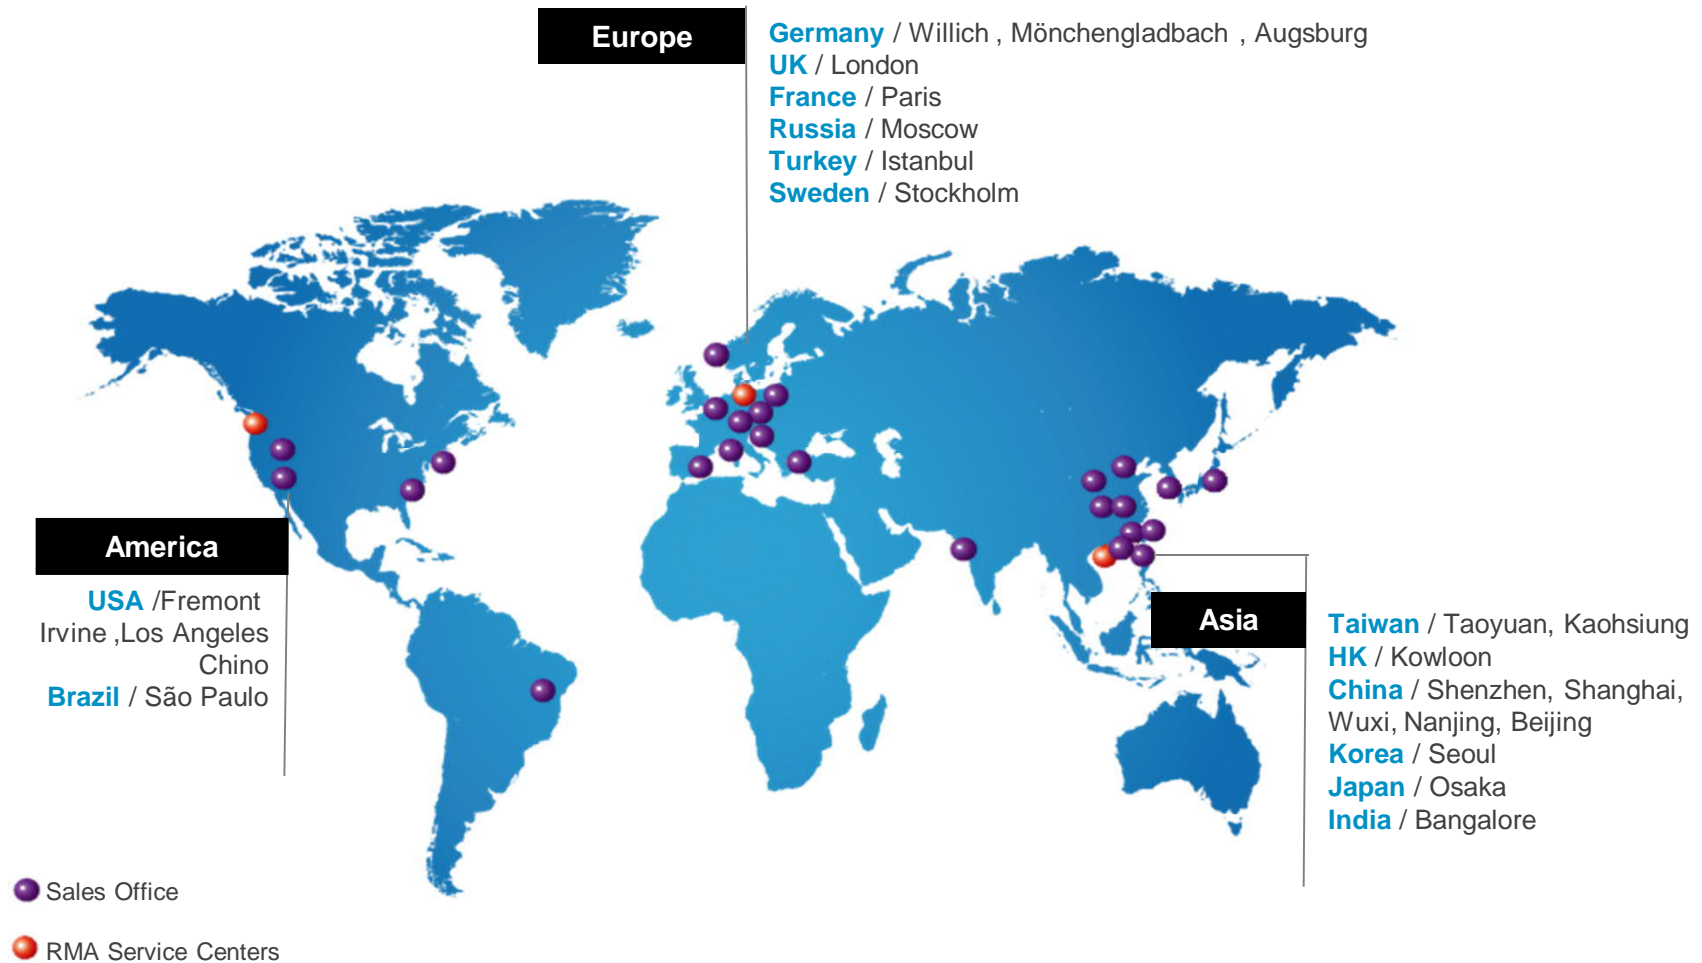 Europe
Germany / Willich , Mönchengladbach , Augsburg
UK / London
France / Paris
Russia / Moscow
Turkey / Istanbul
Sweden / Stockholm
America
USA /Fremont
Irvine ,Los Angeles
Chino
Brazil / São Paulo
Asia
Taiwan / Taoyuan, Kaohsiung
HK / Kowloon
China / Shenzhen, Shanghai,
Wuxi, Nanjing, Beijing
Korea / Seoul
Japan / Osaka
India / Bangalore
Sales Office
RMA Service Centers